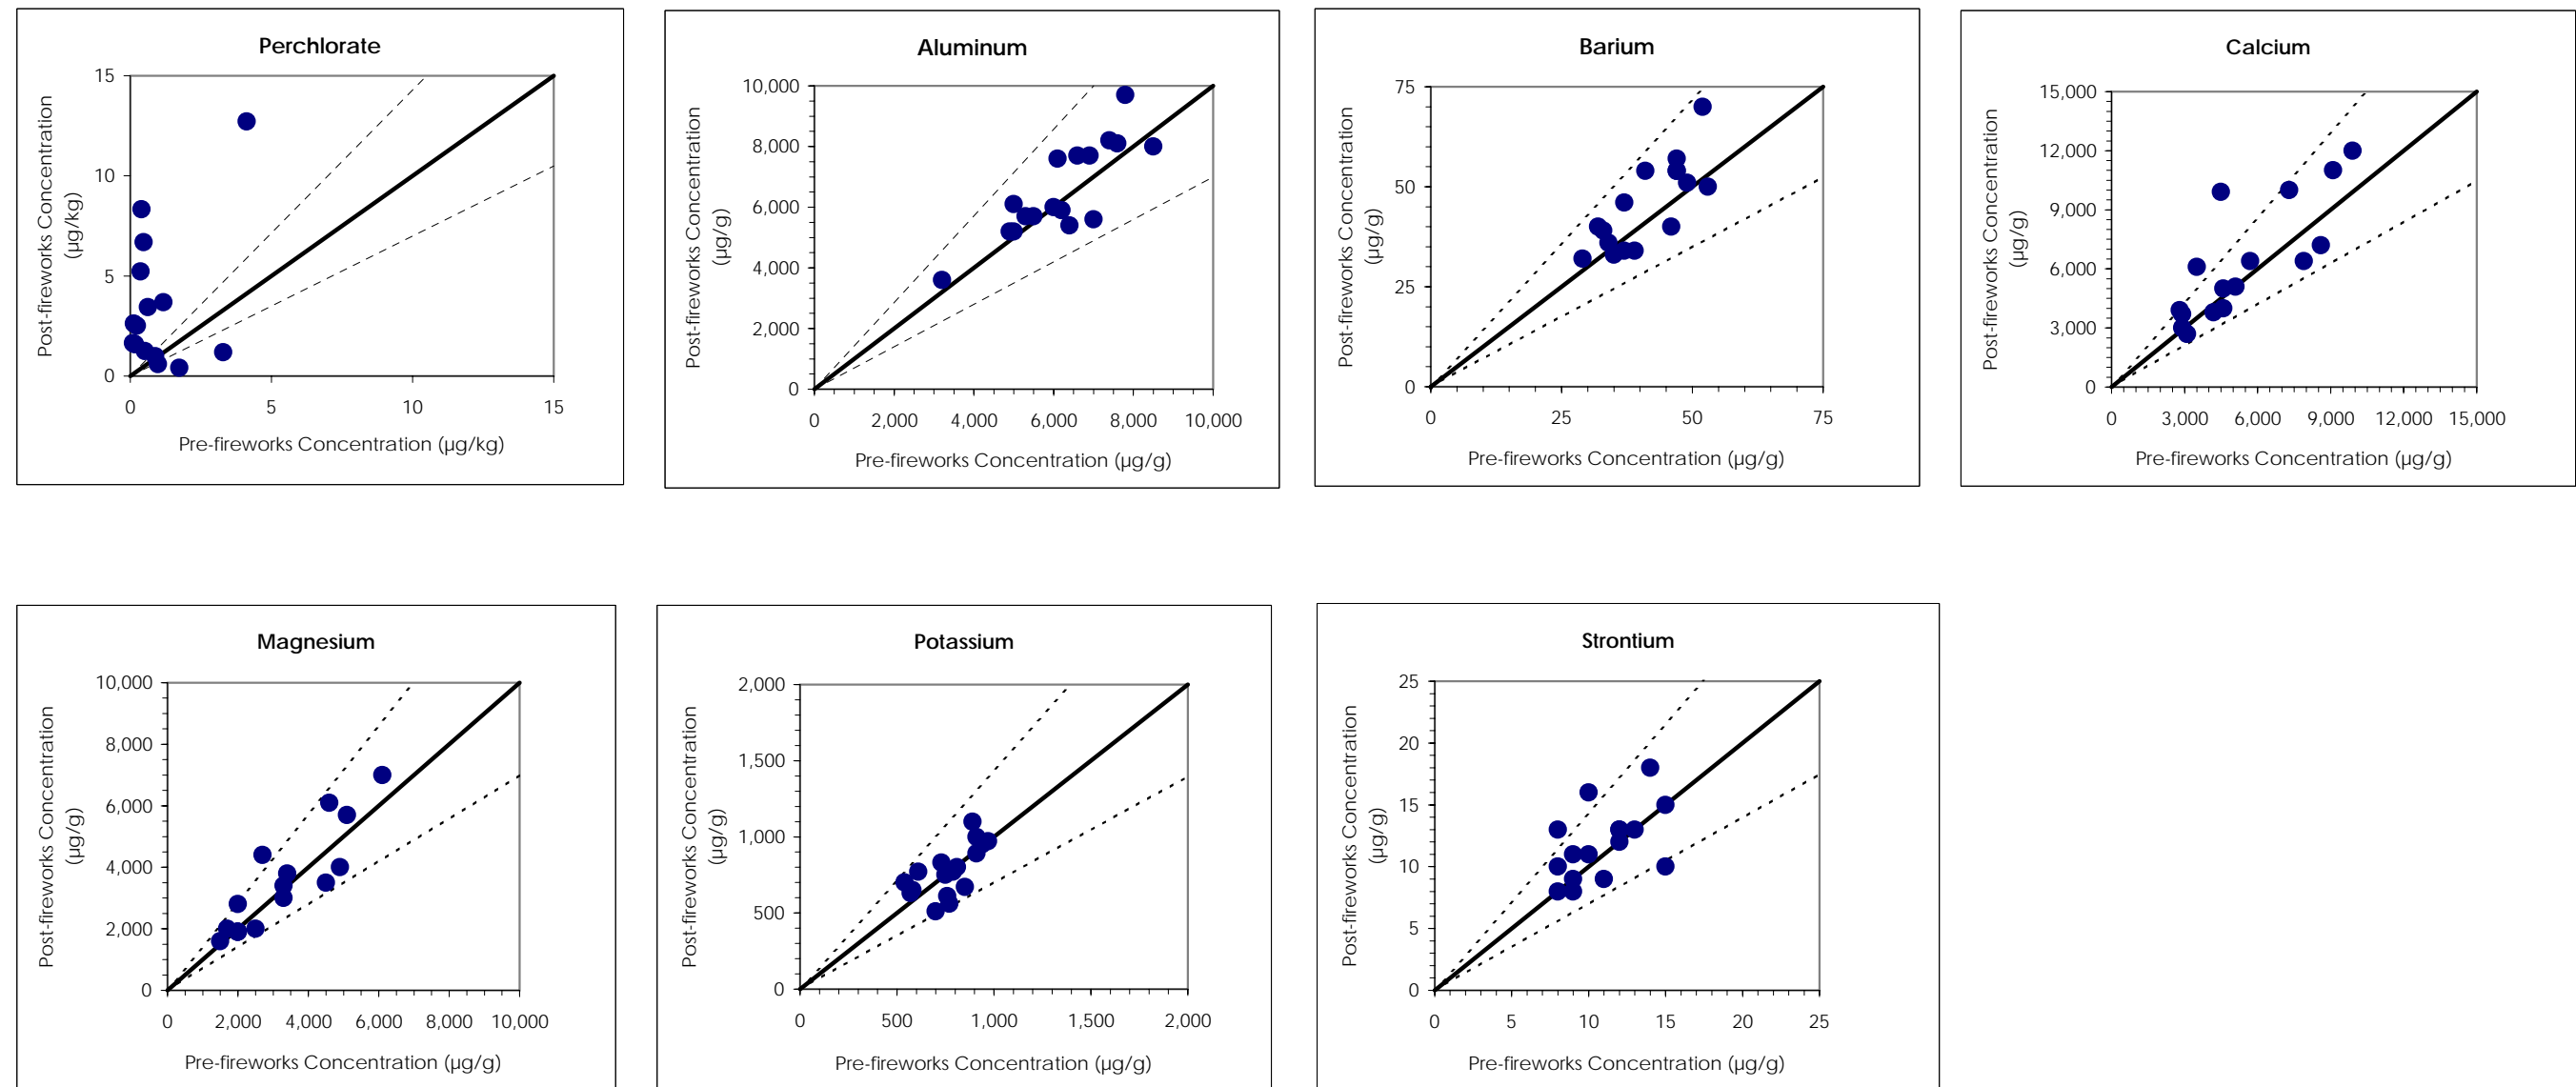 Perchlorate
Post-fireworks Concentration
(µg/kg)
15
10
5
0
0 5 10 15
Pre-fireworks Concentration (µg/kg)
Aluminum
Post-fireworks Concentration
(µg/g)
10,000
8,000
6,000
4,000
2,000
0
0 2,000 4,000 6,000 8,000 10,000
Pre-fireworks Concentration (µg/g)
Barium
Post-fireworks Concentration
(µg/g)
75
50
25
0
0 25 50 75
Pre-fireworks Concentration (µg/g)
Calcium
Post-fireworks Concentration
(µg/g)
15,000
12,000
9,000
6,000
3,000
0
0 3,000 6,000 9,000 12,000 15,000
Pre-fireworks Concentration (µg/g)
Magnesium
Post-fireworks Concentration
(µg/g)
10,000
8,000
6,000
4,000
2,000
0
0 2,000 4,000 6,000 8,000 10,000
Pre-fireworks Concentration (µg/g)
Potassium
Post-fireworks Concentration
(µg/g)
2,000
1,500
1,000
500
0
0 500 1,000 1,500 2,000
Pre-fireworks Concentration (µg/g)
Strontium
Post-fireworks Concentration
(µg/g)
25
20
15
10
5
0
0 5 10 15 20 25
Pre-fireworks Concentration (µg/g)